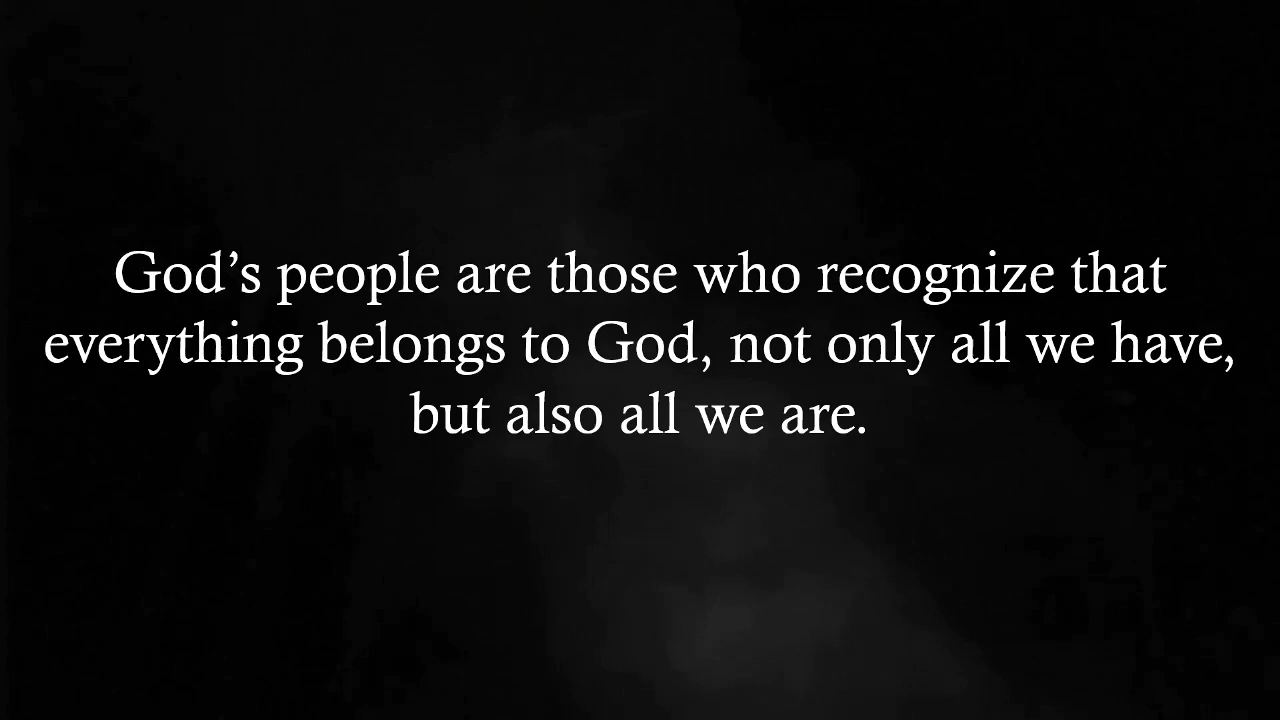 God’s people are those who recognize that
everything belongs to God, not only all we have,
but also all we are.